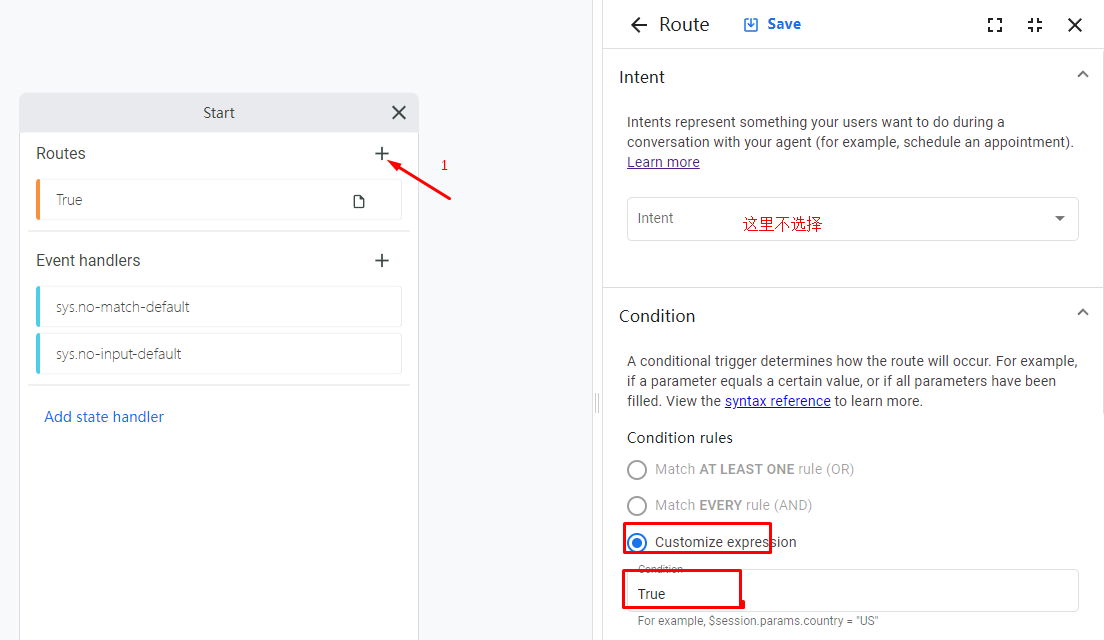 Start
Routes
1
True
Event handlers
sys.no-match-default
sys.no-input-default
Add state handler
Route
Save
Intent
Intents represent something your users want to do during a
conversation with your agent (for example, schedule an appointment).
Learn more
Intent
这里不选择
Condition
A conditional trigger determines how the route will occur. For example,
if a parameter equals a certain value, or if all parameters have been
filled. View the syntax reference to learn more.
Condition rules
Match AT LEAST ONE rule (OR)
Match EVERY rule (AND)
Customize expression
Condition
True
For example, $session.params.country = "US"